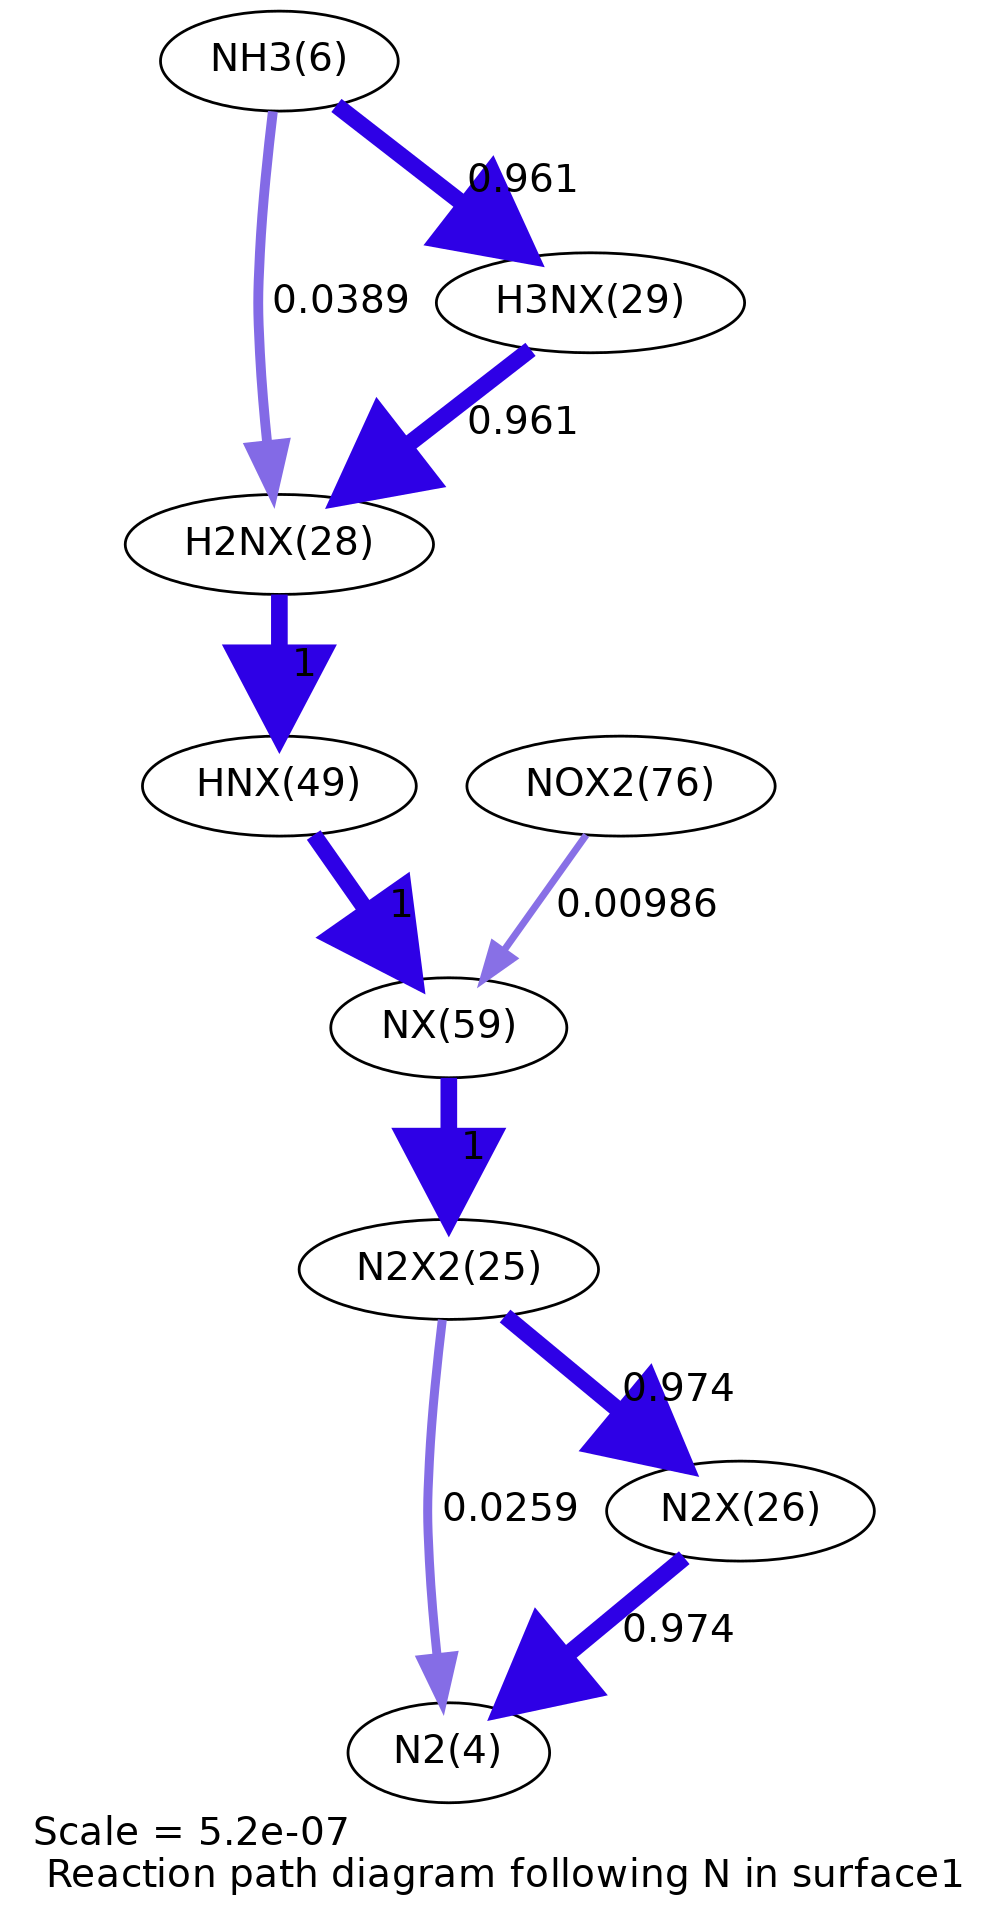 NH3(6)
0.961
0.0389
H3NX(29)
0.961
H2NX(28)
1
HNX(49)
NOX2(76)
1
0.00986
NX(59)
1
N2X2(25)
0.974
0.0259
N2X(26)
0.974
N2(4)
Scale = 5.2e-07
Reaction path diagram following N in surface1